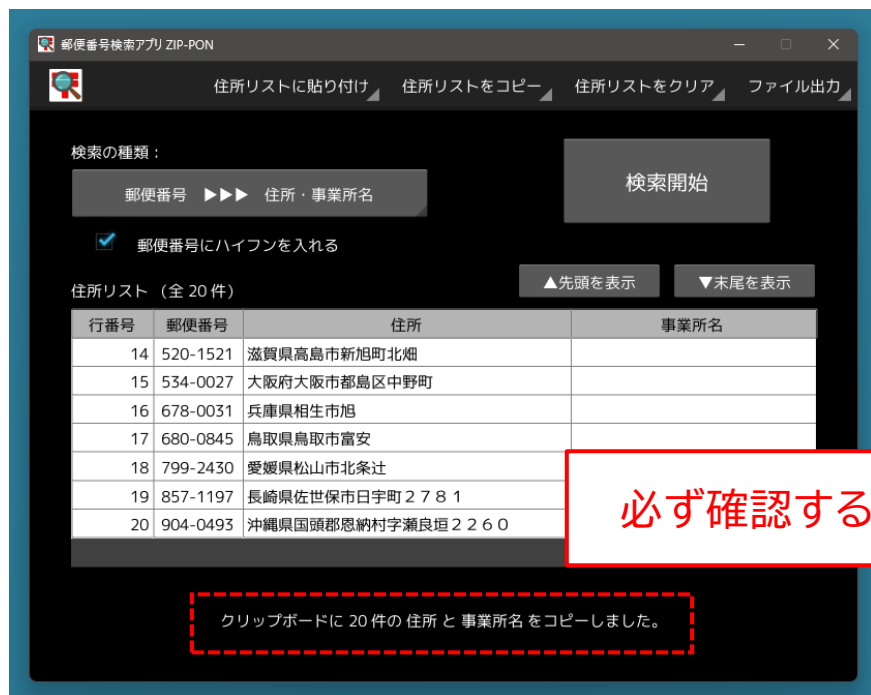 郵便番号検索アプリ ZIP-PON
住所リストに貼り付け 住所リストをコピー 住所リストをクリア ファイル出力
検索の種類：
郵便番号 ▶▶▶ 住所・事業所名
検索開始
郵便番号にハイフンを入れる
▲先頭を表示 ▼末尾を表示
住所リスト （全 20 件）
行番号 郵便番号 住所 事業所名
14 520-1521 滋賀県高島市新旭町北畑
15 534-0027 大阪府大阪市都島区中野町
16 678-0031 兵庫県相生市旭
17 680-0845 鳥取県鳥取市富安
18 799-2430 愛媛県松山市北条辻
19 857-1197 長崎県佐世保市日宇町２７８１
20 904-0493 沖縄県国頭郡恩納村字瀬良垣２２６０
必ず確認する
クリップボードに 20 件の 住所 と 事業所名 をコピーしました。